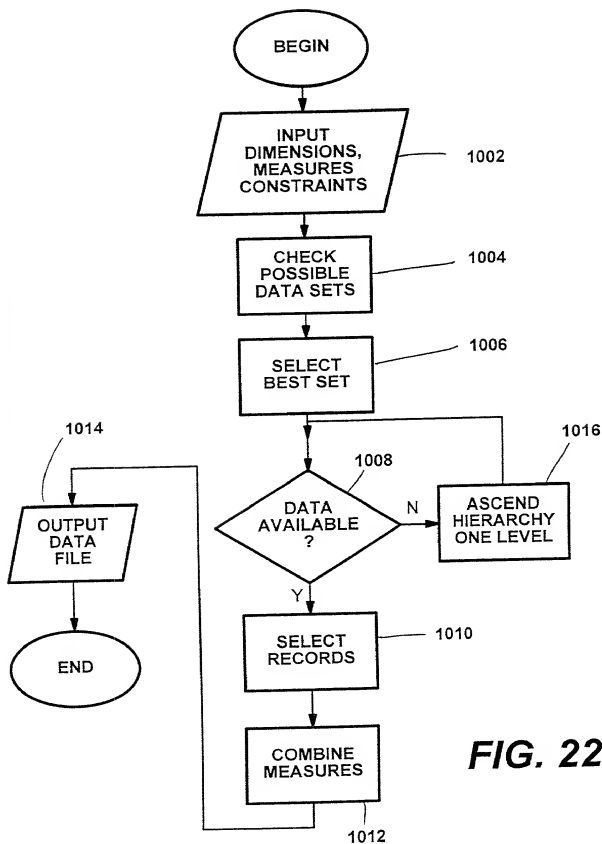 BEGIN
INPUT
DIMENSIONS,
MEASURES
CONSTRAINTS
1002
CHECK
POSSIBLE
DATA SETS
1004
SELECT
BEST SET
1006
1014
1008
1016
OUTPUT
DATA
FILE
DATA
AVAILABLE
?
N
ASCEND
HIERARCHY
ONE LEVEL
Y
END
SELECT
RECORDS
1010
COMBINE
MEASURES
1012
FIG. 22